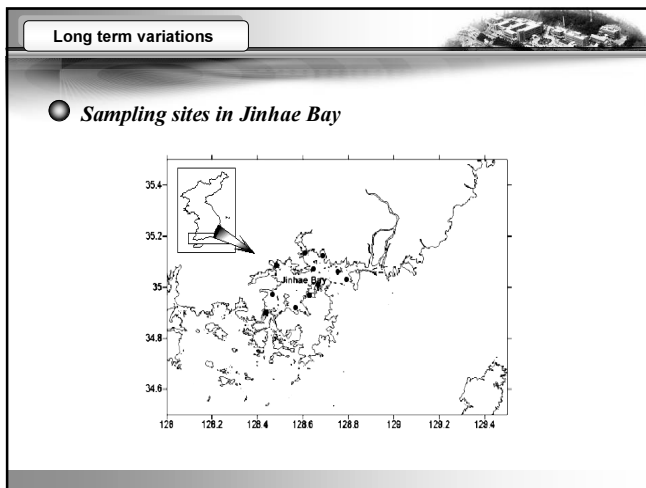 Long term variations
Sampling sites in Jinhae Bay
35.4
35.2
35
34.8
34.6
Jinhae Bay
128 128.2 128.4 128.6 128.8 129 129.2 129.4